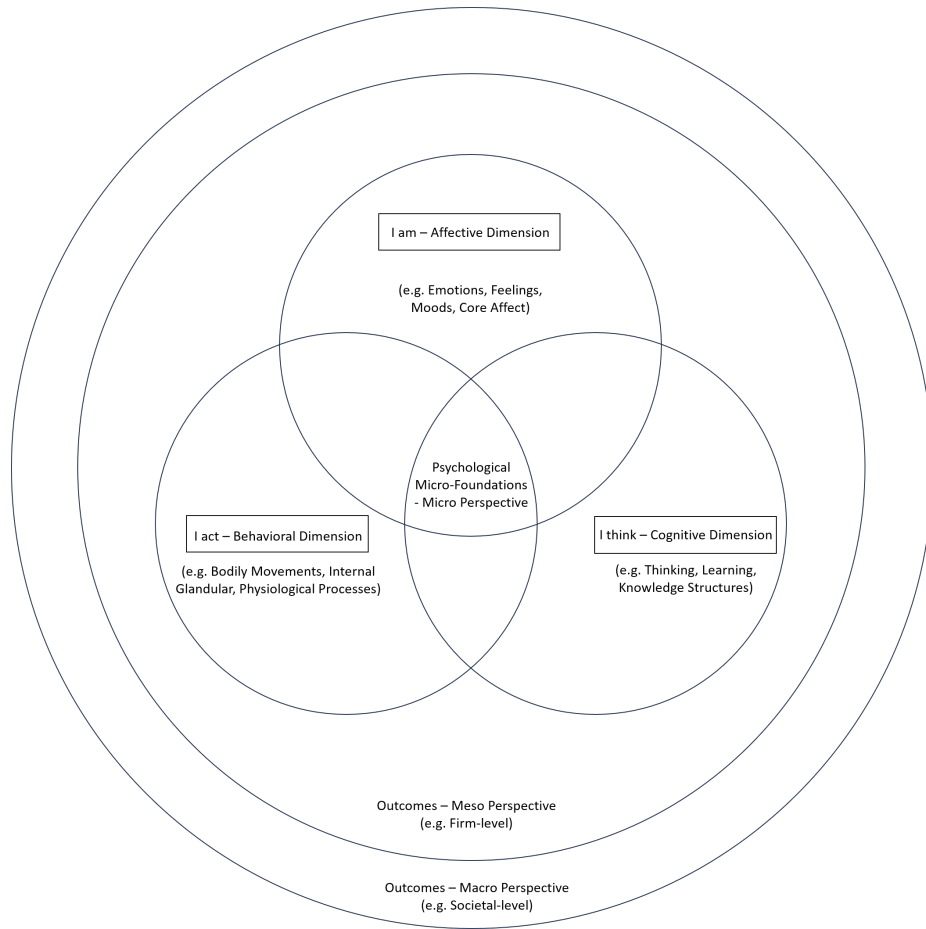 I am – Affective Dimension
(e.g. Emotions, Feelings,
Moods, Core Affect)
Psychological
Micro-Foundations
- Micro Perspective
I act – Behavioral Dimension
(e.g. Bodily Movements, Internal
Glandular, Physiological Processes)
I think – Cognitive Dimension
(e.g. Thinking, Learning,
Knowledge Structures)
Outcomes – Meso Perspective
(e.g. Firm-level)
Outcomes – Macro Perspective
(e.g. Societal-level)